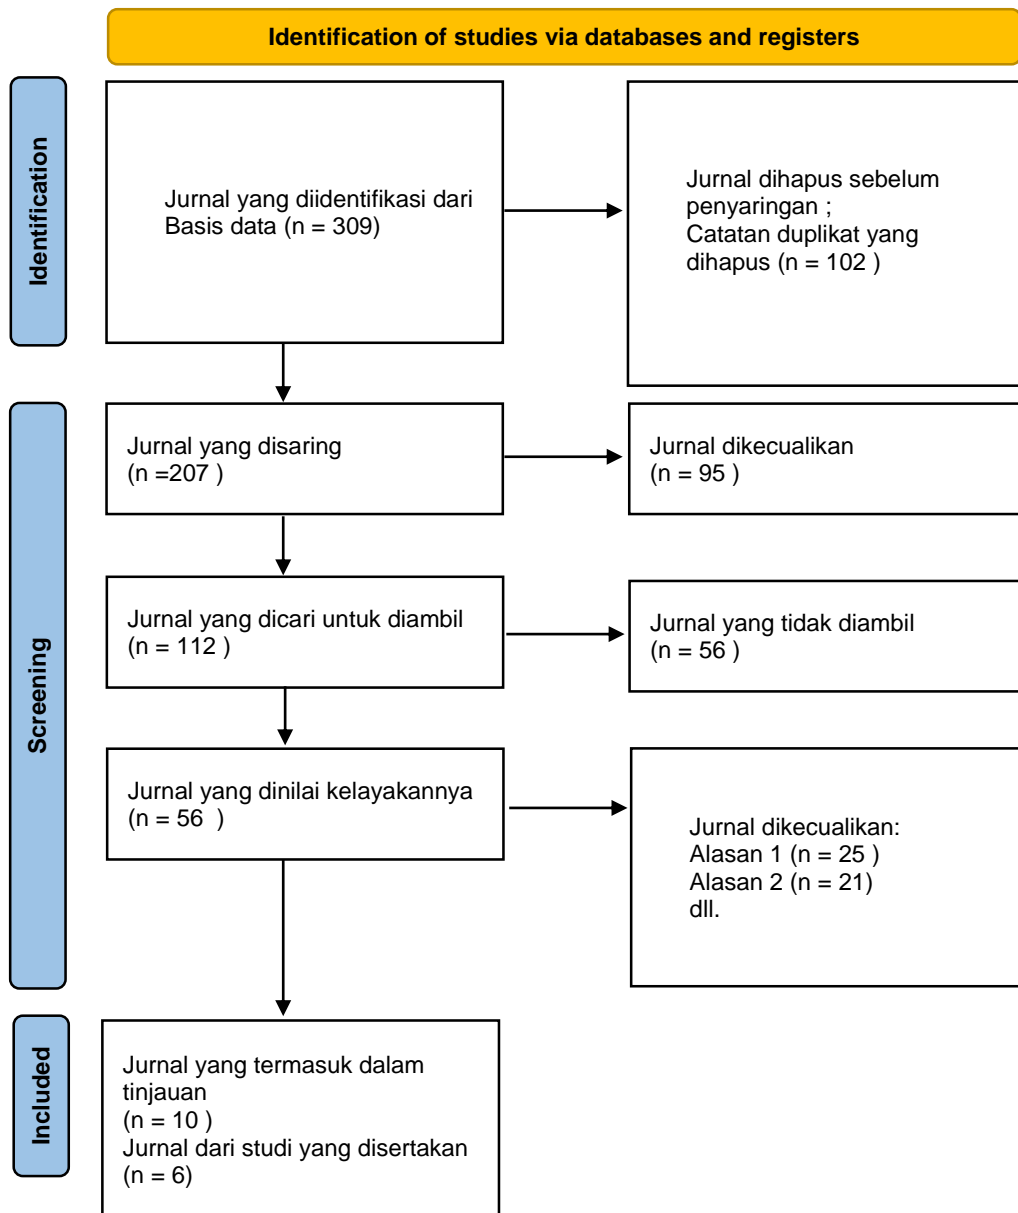 Identification of studies via databases and registers
Identification
Jurnal yang diidentifikasi dari
Basis data (n = 309)
Jurnal dihapus sebelum
penyaringan ;
Catatan duplikat yang
dihapus (n = 102 )
Screening
Jurnal yang disaring
(n =207 )
Jurnal dikecualikan
(n = 95 )
Jurnal yang dicari untuk diambil
(n = 112 )
Jurnal yang tidak diambil
(n = 56 )
Jurnal yang dinilai kelayakannya
(n = 56  )
Jurnal dikecualikan:
Alasan 1 (n = 25 )
Alasan 2 (n = 21)
dll.
Included
Jurnal yang termasuk dalam
tinjauan
(n = 10 )
Jurnal dari studi yang disertakan
(n = 6)